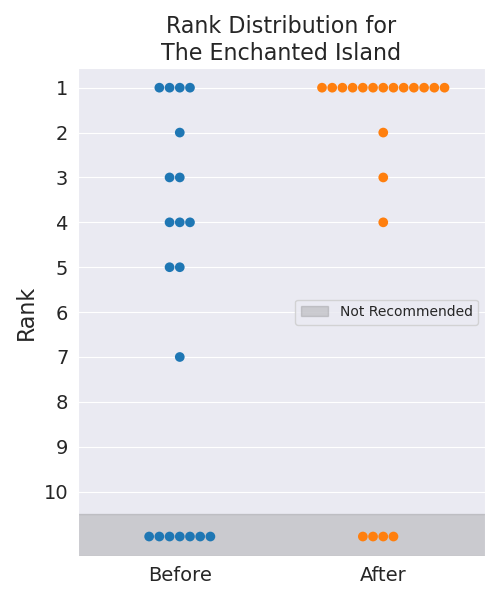 Rank Distribution for
The Enchanted Island
Rank
1
2
3
4
5
6
7
8
9
10
Not Recommended
Before
After